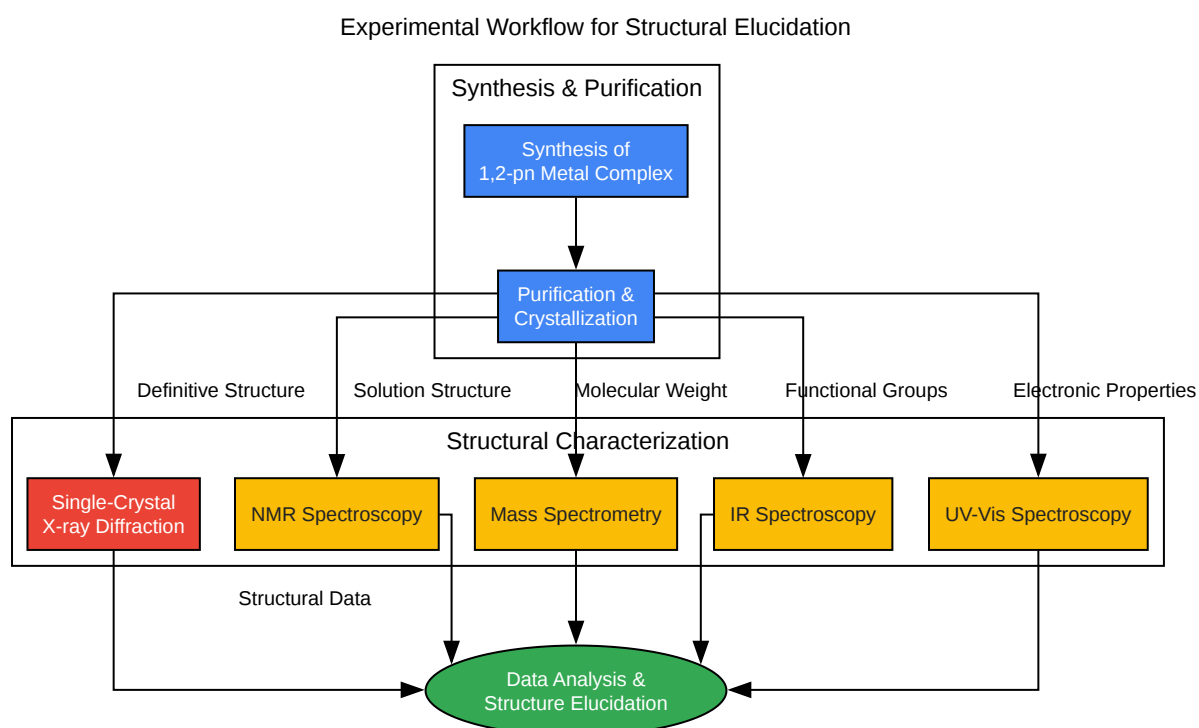 Experimental Workflow for Structural Elucidation
Synthesis & Purification
Synthesis of
1,2-pn Metal Complex
Purification &
Crystallization
Definitive Structure
Solution Structure
Molecular Weight
Functional Groups
Electronic Properties
Structural Characterization
Single-Crystal
X-ray Diffraction
NMR Spectroscopy
Mass Spectrometry
IR Spectroscopy
UV-Vis Spectroscopy
Structural Data
Data Analysis &
Structure Elucidation